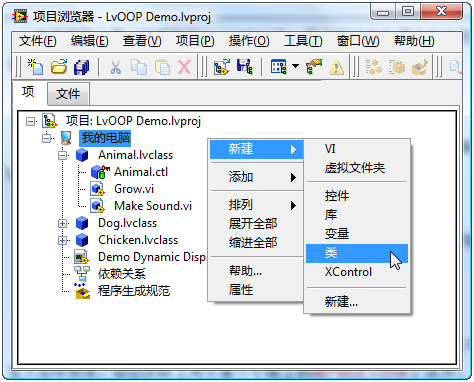 项目浏览器 - LvOOP Demo.lvproj
文件(F) 编辑(E) 查看(V) 项目(P) 操作(O) 工具(T) 窗口(W) 帮助(H)
项 文件
项目: LvOOP Demo.lvproj
我的电脑
Animal.lvclass
Animal.ctl
Grow.vi
Make Sound.vi
Dog.lvclass
Chicken.lvclass
Demo Dynamic Disp
依赖关系
程序生成规范
新建
添加
排列
展开全部
缩进全部
帮助...
属性
VI
虚拟文件夹
控件
库
变量
类
XControl
新建...